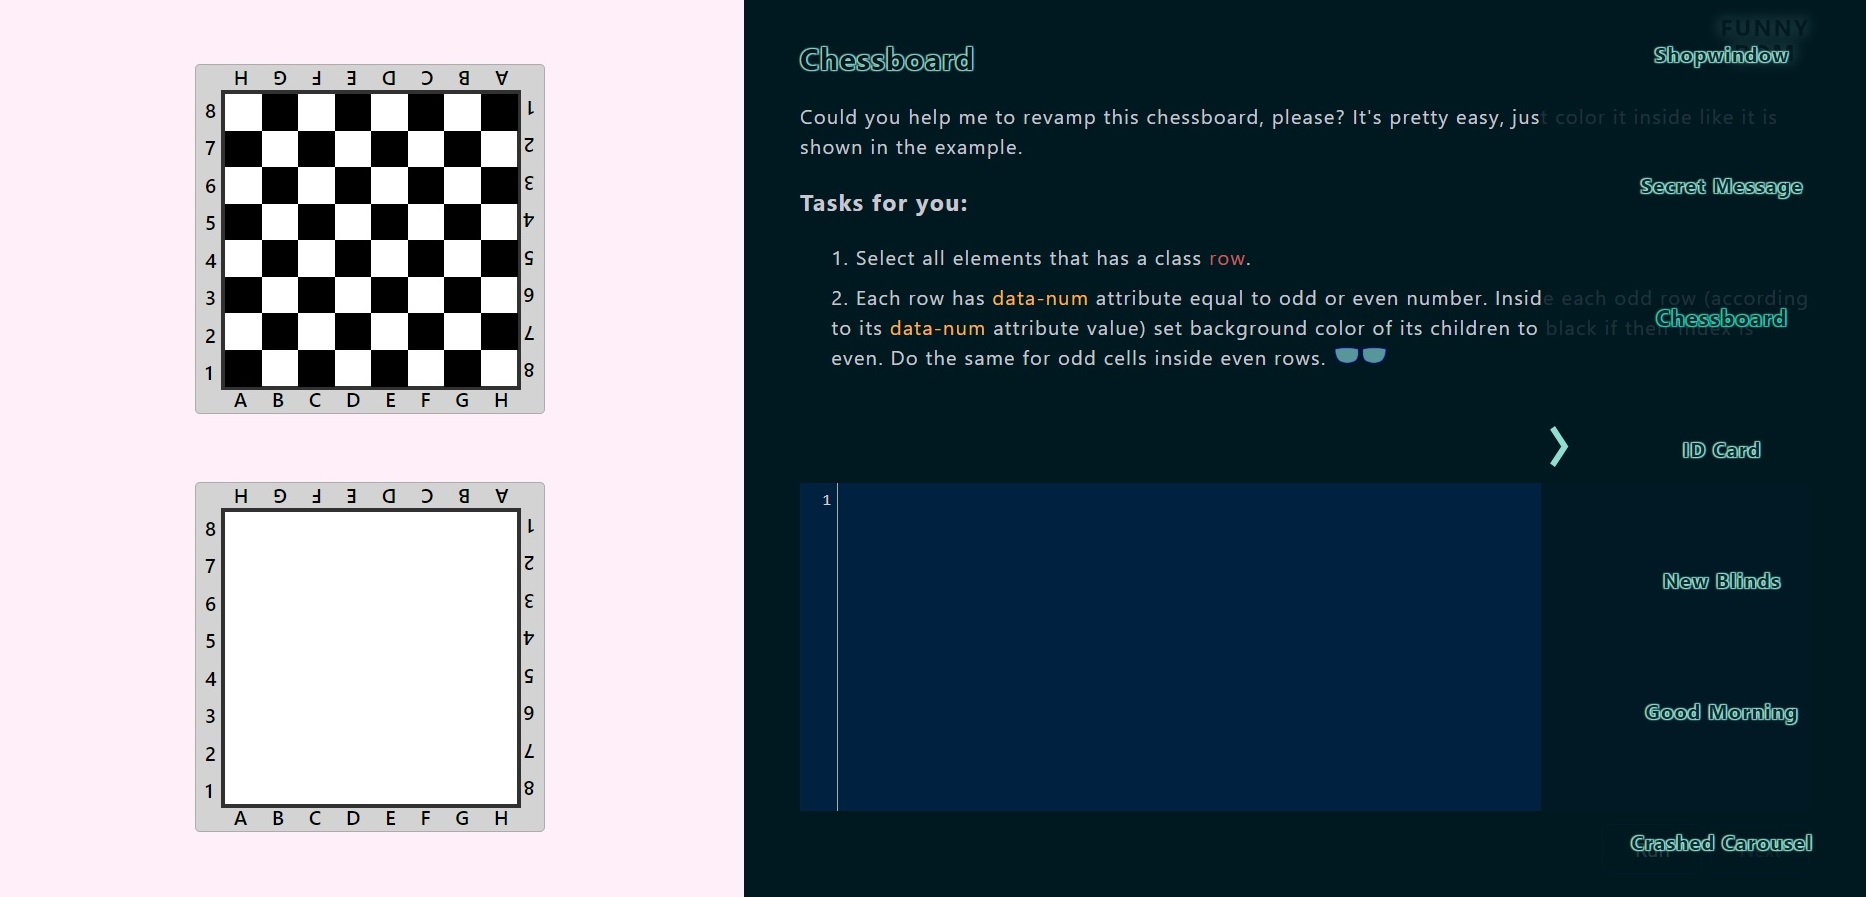 H G F E D C B A
8 1
7 2
6 3
5 4
4 5
3 6
2 7
1 8
A B C D E F G H
H G F E D C B A
8 1
7 2
6 3
5 4
4 5
3 6
2 7
1 8
A B C D E F G H
Chessboard
Could you help me to revamp this chessboard, please? It's pretty easy, just color it inside like it is
shown in the example.
Tasks for you:
1. Select all elements that has a class row.
2. Each row has data-num attribute equal to odd or even number. Inside each odd row (according
to its data-num attribute value) set background color of its children to black if their index is
even. Do the same for odd cells inside even rows.
1
FUNNY
Shopwindow
Secret Message
Chessboard
ID Card
New Blinds
Good Morning
Crashed Carousel